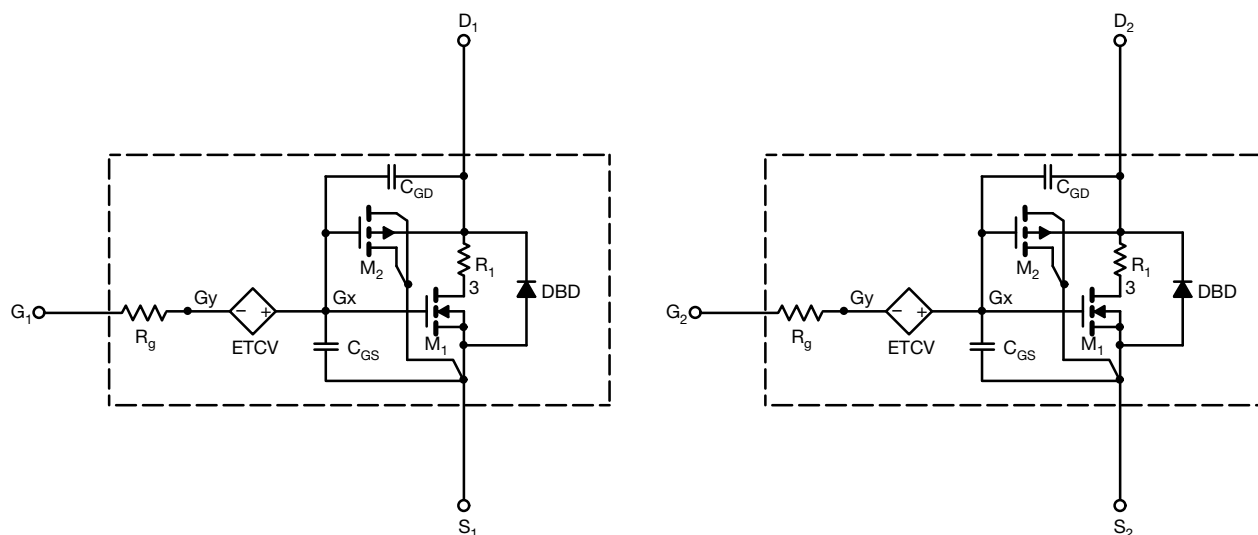 D1
D2
CGD
CGD
M2
R1
M2
R1
3
DBD
3
DBD
G1
Gy
Gx
G2
Gy
Gx
− +
− +
Rg
ETCV
CGS
M1
Rg
ETCV
CGS
M1
S1
S2